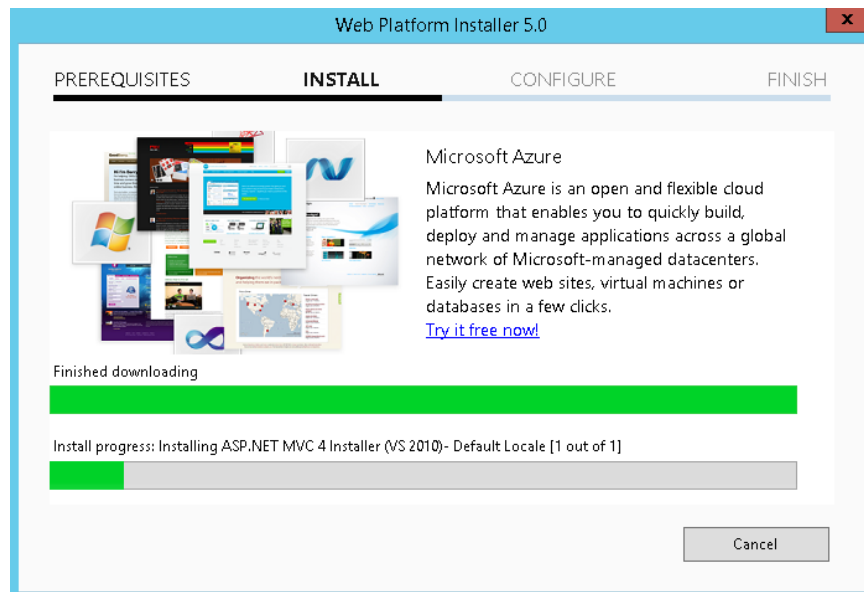 Web Platform Installer 5.0
x
PREREQUISITES INSTALL CONFIGURE FINISH
Microsoft Azure
Microsoft Azure is an open and flexible cloud
platform that enables you to quickly build,
deploy and manage applications across a global
network of Microsoft-managed datacenters.
Easily create web sites, virtual machines or
databases in a few clicks.
Try it free now!
Finished downloading
Install progress: Installing ASP.NET MVC 4 Installer (VS 2010)- Default Locale [1 out of 1]
Cancel